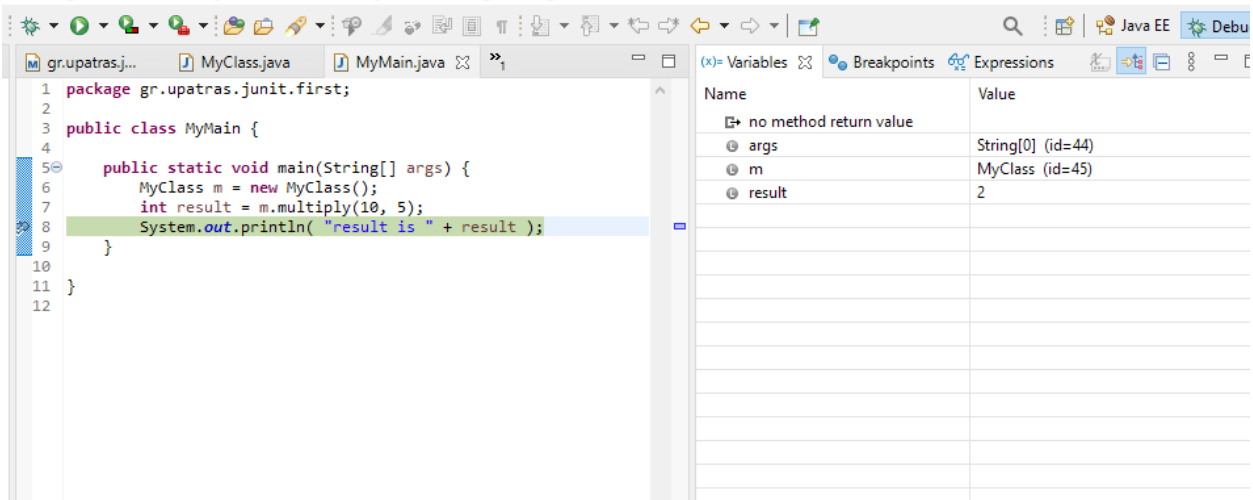 Java EE
Debu
gr.upatras.j...
MyClass.java
MyMain.java
»1
(x)= Variables
Breakpoints
Expressions
1 package gr.upatras.junit.first;
2
3 public class MyMain {
4
5 public static void main(String[] args) {
6 MyClass m = new MyClass();
7 int result = m.multiply(10, 5);
8 System.out.println( "result is " + result );
9 }
10
11 }
12
Name Value
no method return value
args String[0] (id=44)
m MyClass (id=45)
result 2